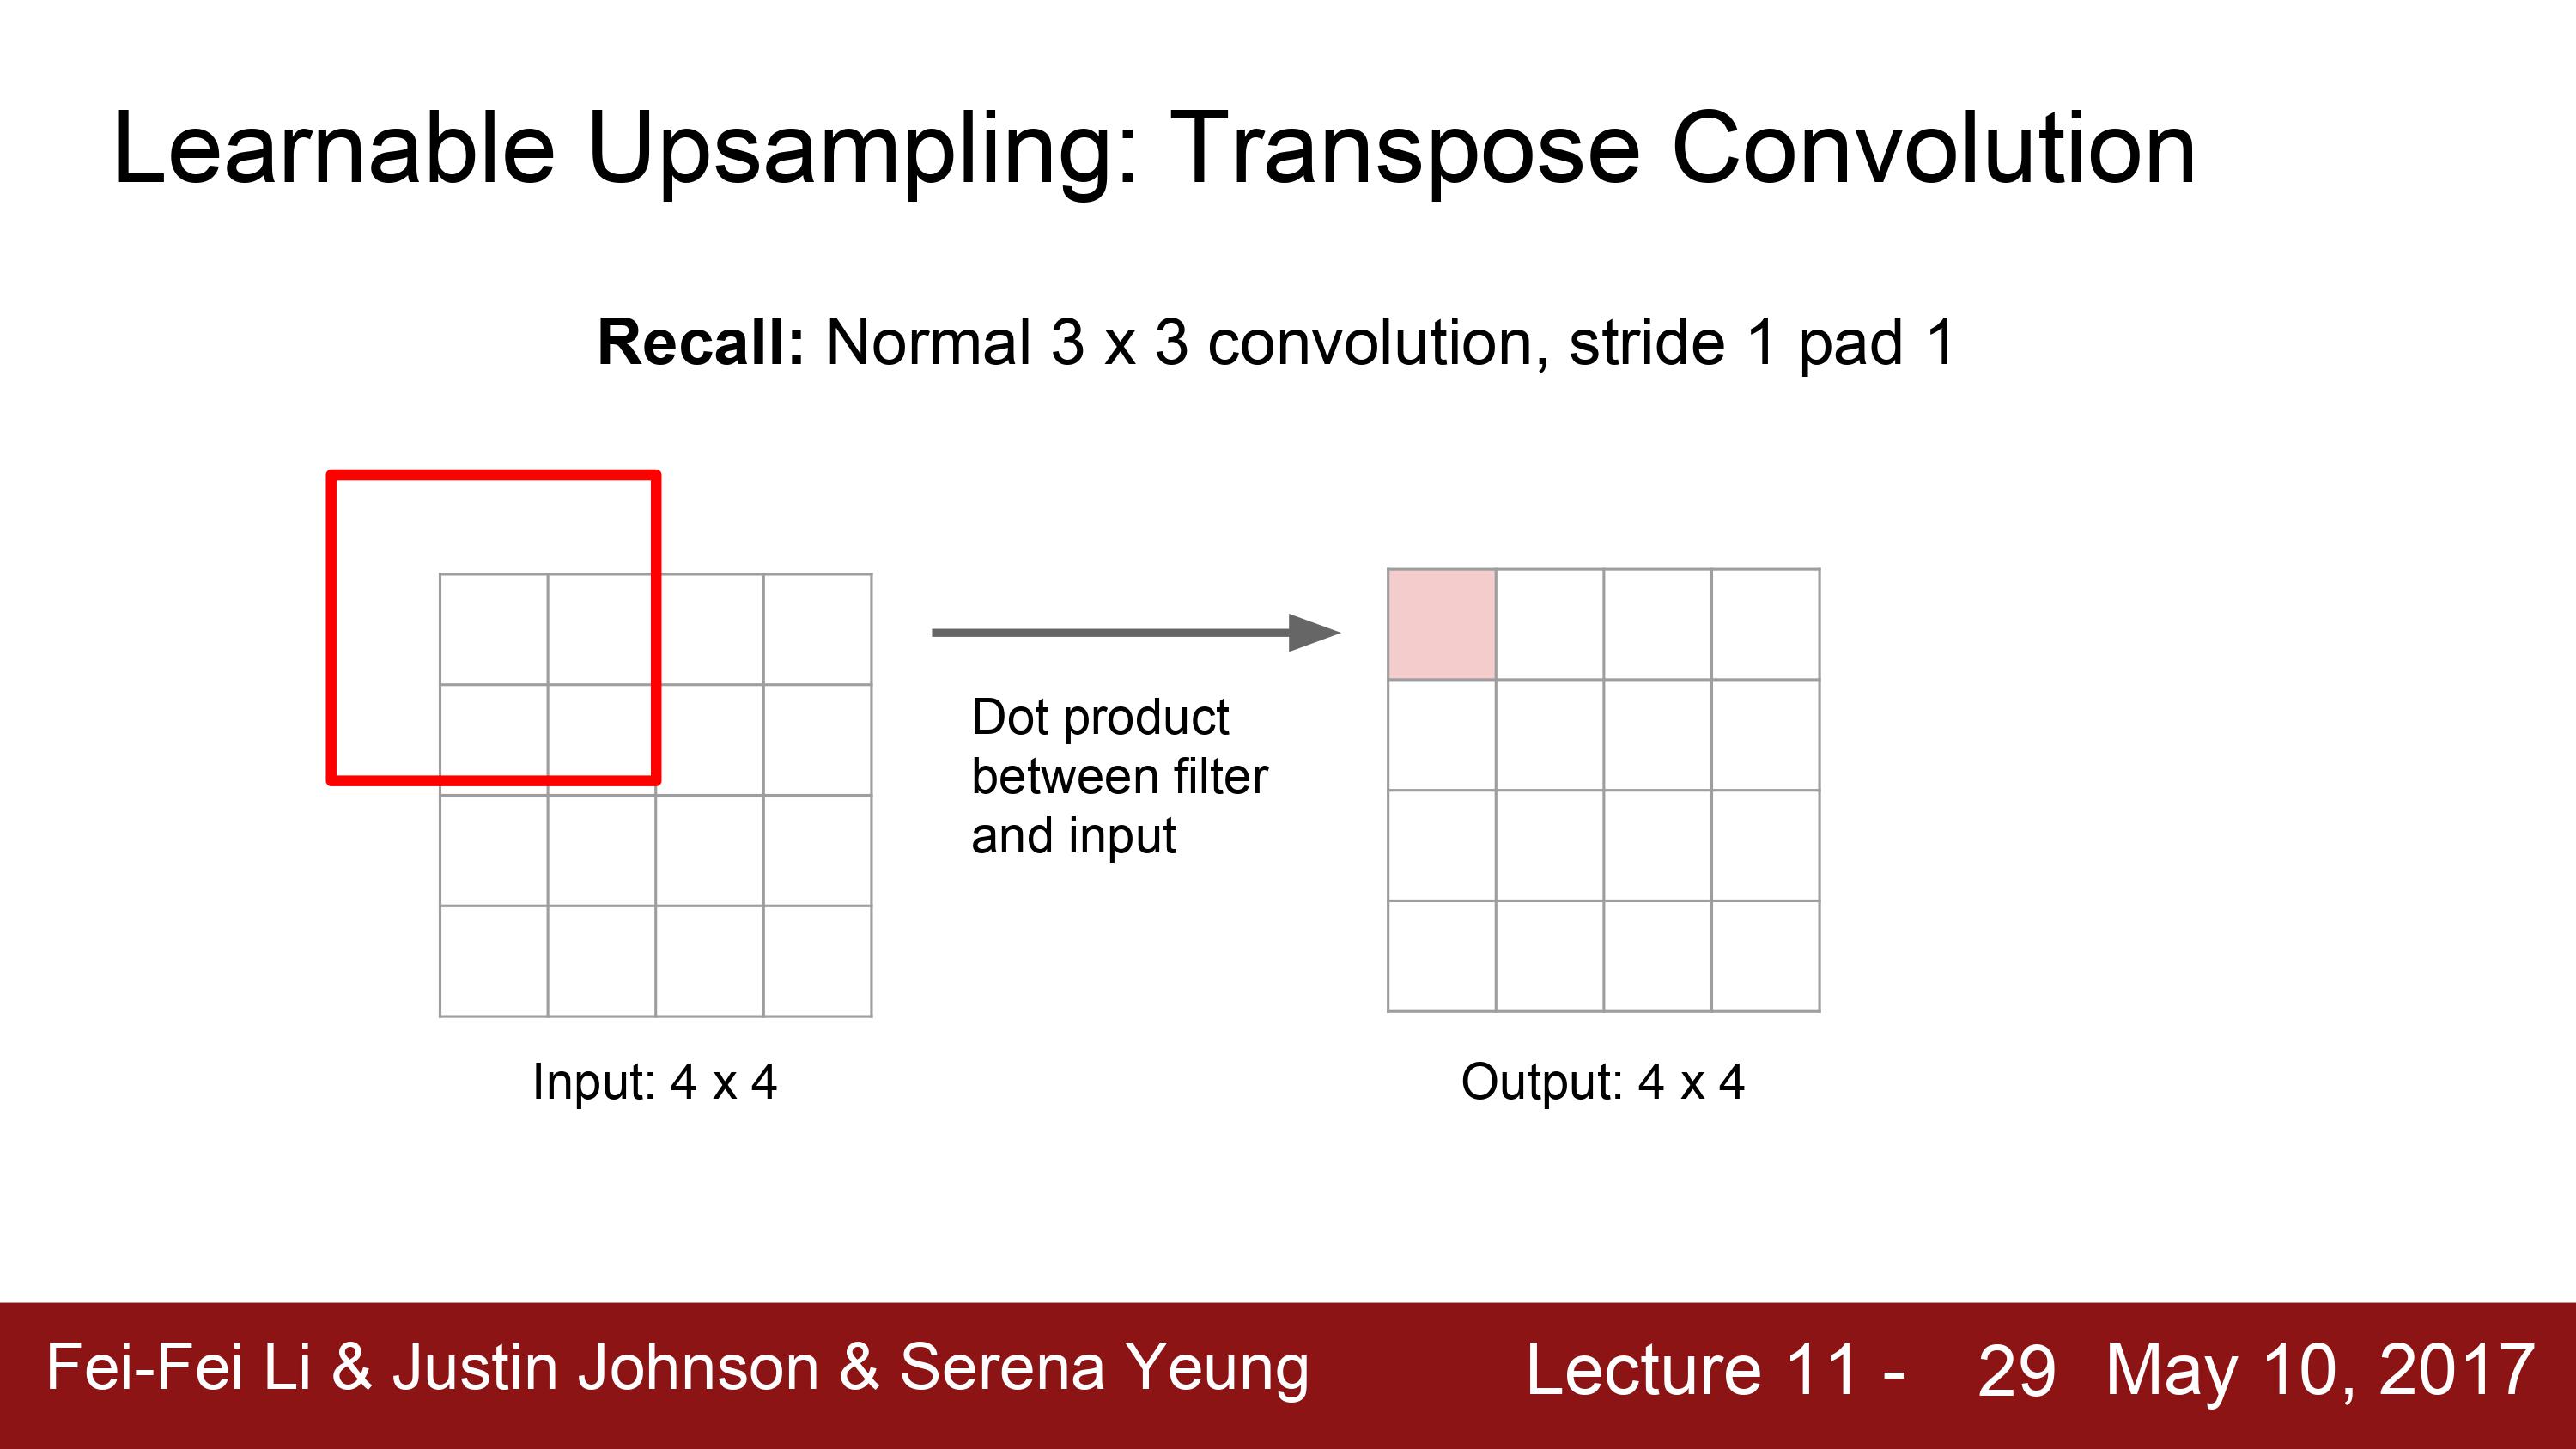 Learnable Upsampling: Transpose Convolution
Recall: Normal 3 x 3 convolution, stride 1 pad 1
Dot product
between filter
and input
Input: 4 x 4
Output: 4 x 4
Fei-Fei Li & Justin Johnson & Serena Yeung
Lecture 11 - 29 May 10, 2017